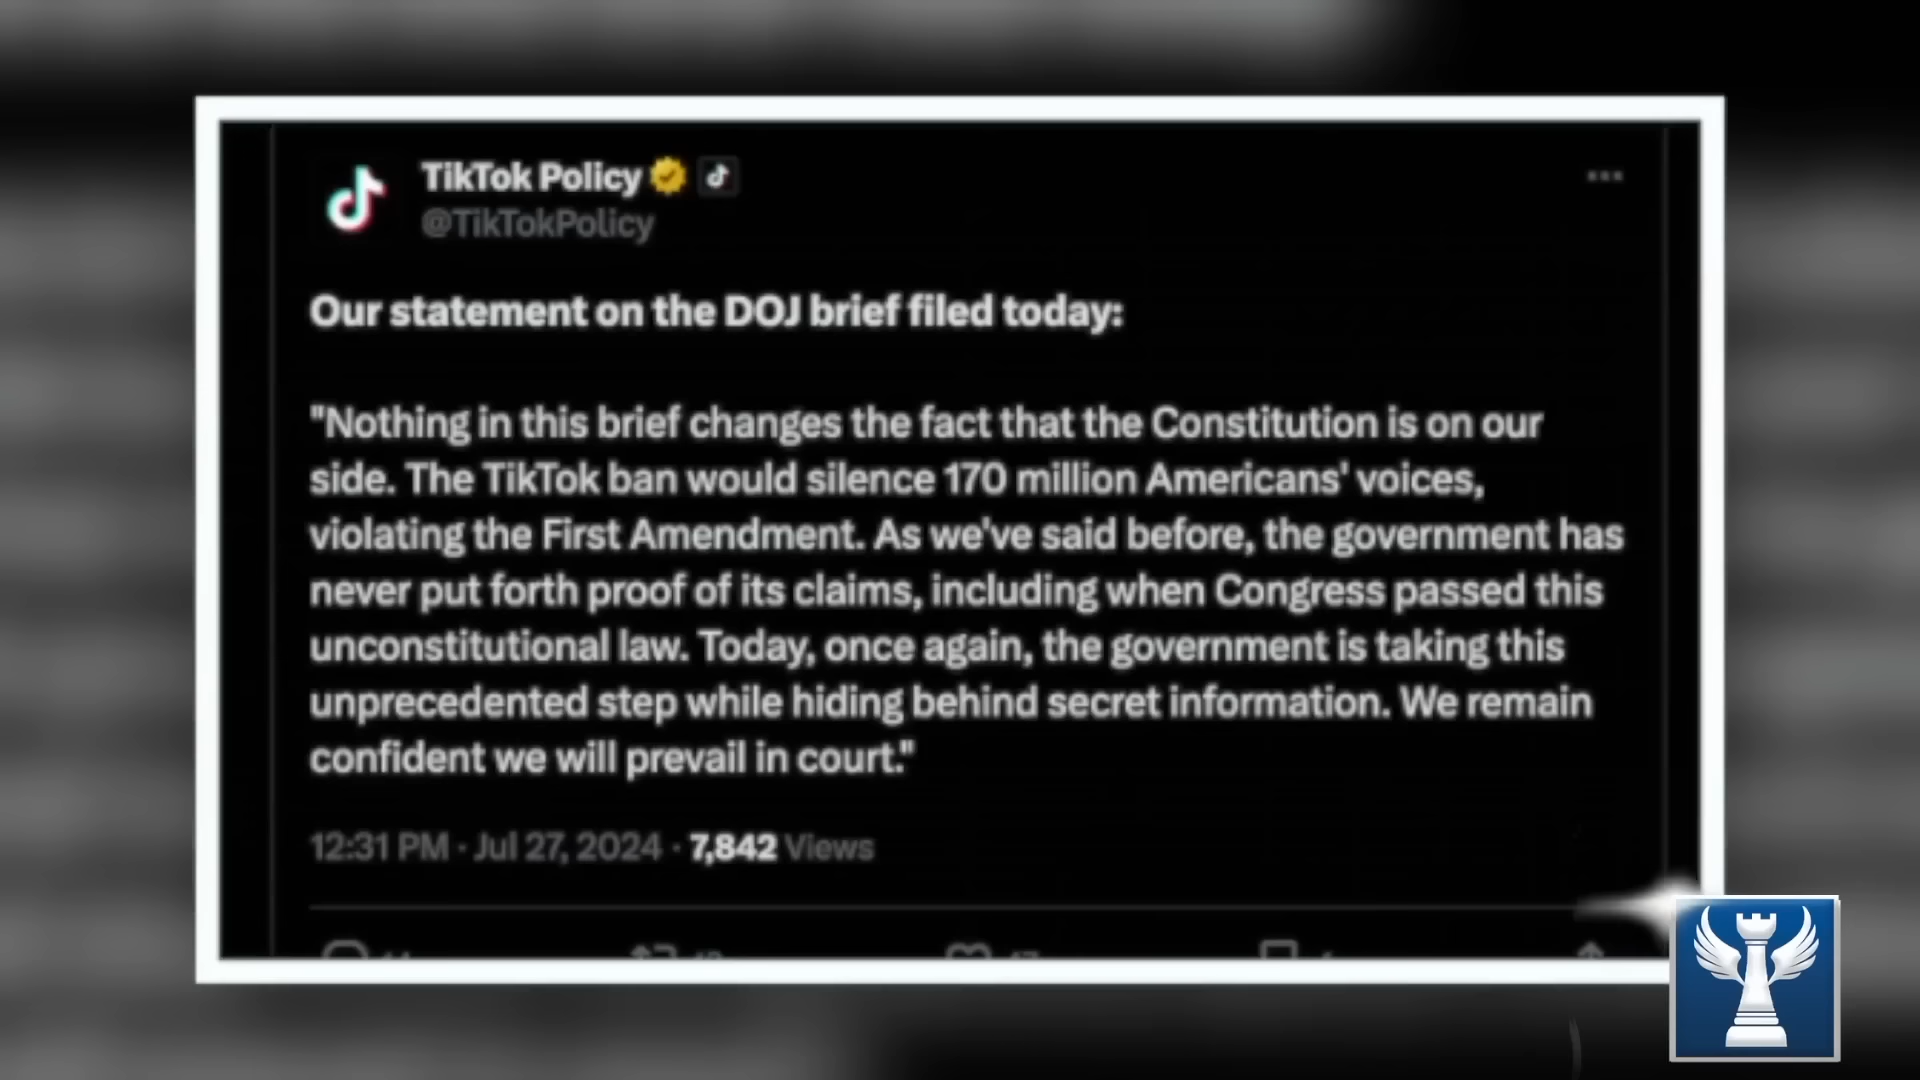 TikTok Policy
@TikTokPolicy
Our statement on the DOJ brief filed today:
"Nothing in this brief changes the fact that the Constitution is on our
side. The TikTok ban would silence 170 million Americans' voices,
violating the First Amendment. As we've said before, the government has
never put forth proof of its claims, including when Congress passed this
unconstitutional law. Today, once again, the government is taking this
unprecedented step while hiding behind secret information. We remain
confident we will prevail in court."
12:31 PM · Jul 27, 2024 · 7,842 Views